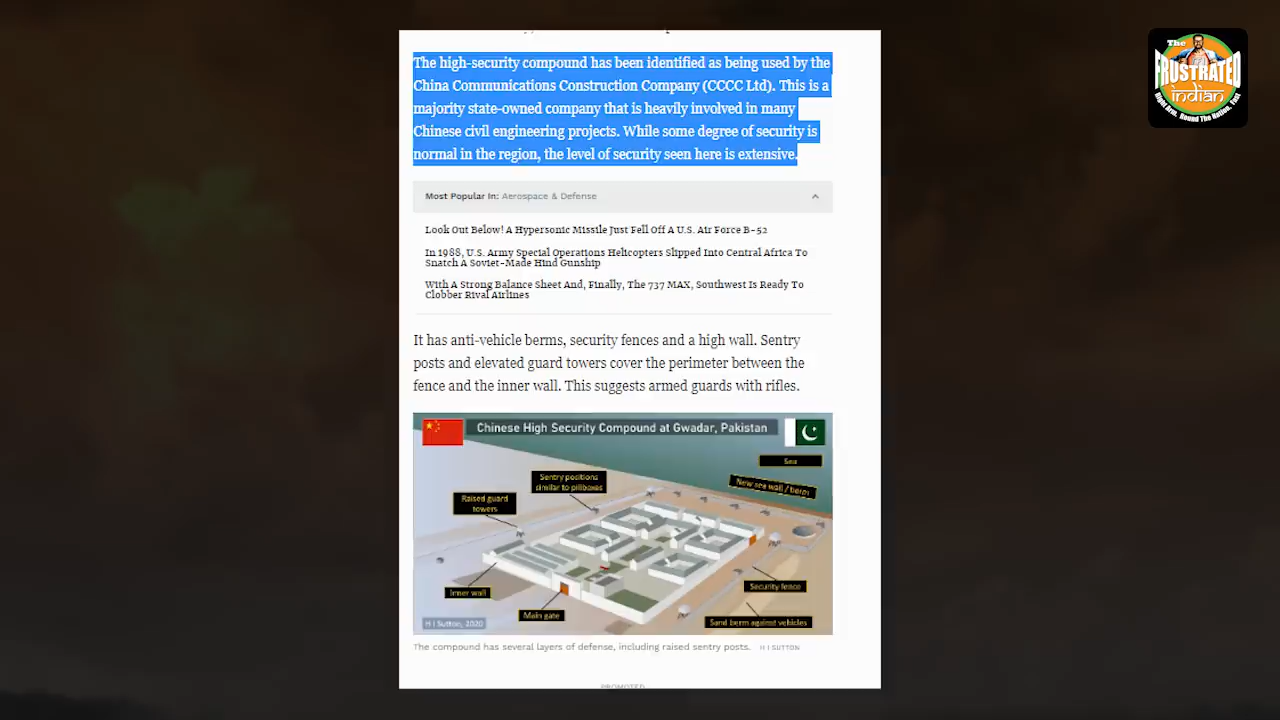 The high-security compound has been identified as being used by the
China Communications Construction Company (CCCC Ltd). This is a
majority state-owned company that is heavily involved in many
Chinese civil engineering projects. While some degree of security is
normal in the region, the level of security seen here is extensive.
Most Popular In: Aerospace & Defense
Look Out Below! A Hypersonic Missile Just Fell Off A U.S. Air Force B-52
In 1988, U.S. Army Special Operations Helicopters Slipped Into Central Africa To
Snatch A Soviet-Made Hind Gunship
With A Strong Balance Sheet And, Finally, The 737 MAX, Southwest Is Ready To
Clobber Rival Airlines
It has anti-vehicle berms, security fences and a high wall. Sentry
posts and elevated guard towers cover the perimeter between the
fence and the inner wall. This suggests armed guards with rifles.
Chinese High Security Compound at Gwadar, Pakistan
Sea
Sentry positions
similar to pillboxes
New sea wall / berm
Raised guard
towers
Security fence
Inner wall
Main gate
Sand berm against vehicles
H I Sutton, 2020
The compound has several layers of defense, including raised sentry posts. H I SUTTON
PROMOTED
The
FRUSTRATED
indian
Right Arm, Round The Nation, Fast